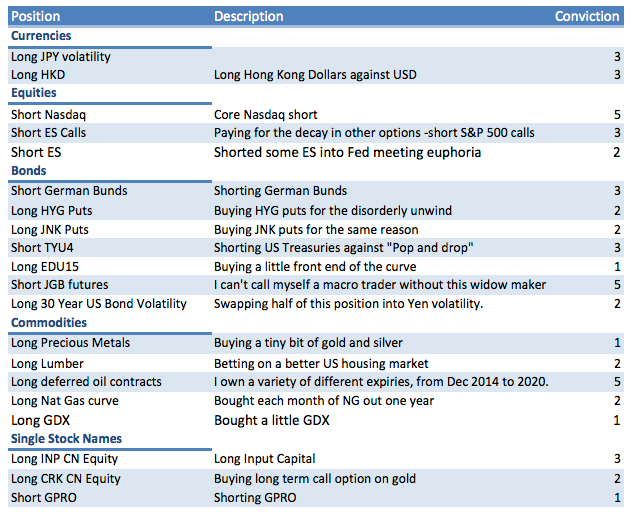 Position Description Conviction
Currencies
Long JPY volatility 3
Long HKD Long Hong Kong Dollars against USD 3
Equities
Short Nasdaq Core Nasdaq short 5
Short ES Calls Paying for the decay in other options -short S&P 500 calls 3
Short ES Shorted some ES into Fed meeting euphoria 2
Bonds
Short German Bunds Shorting German Bunds 3
Long HYG Puts Buying HYG puts for the disorderly unwind 2
Long JNK Puts Buying JNK puts for the same reason 2
Short TYU4 Shorting US Treasuries against "Pop and drop" 3
Long EDU15 Buying a little front end of the curve 1
Short JGB futures I can't call myself a macro trader without this widow maker 5
Long 30 Year US Bond Volatility Swapping half of this position into Yen volatility. 2
Commodities
Long Precious Metals Buying a tiny bit of gold and silver 1
Long Lumber Betting on a better US housing market 2
Long deferred oil contracts I own a variety of different expiries, from Dec 2014 to 2020. 5
Long Nat Gas curve Bought each month of NG out one year 2
Long GDX Bought a little GDX 1
Single Stock Names
Long INP CN Equity Long Input Capital 3
Long CRK CN Equity Buying long term call option on gold 2
Short GPRO Shorting GPRO 1